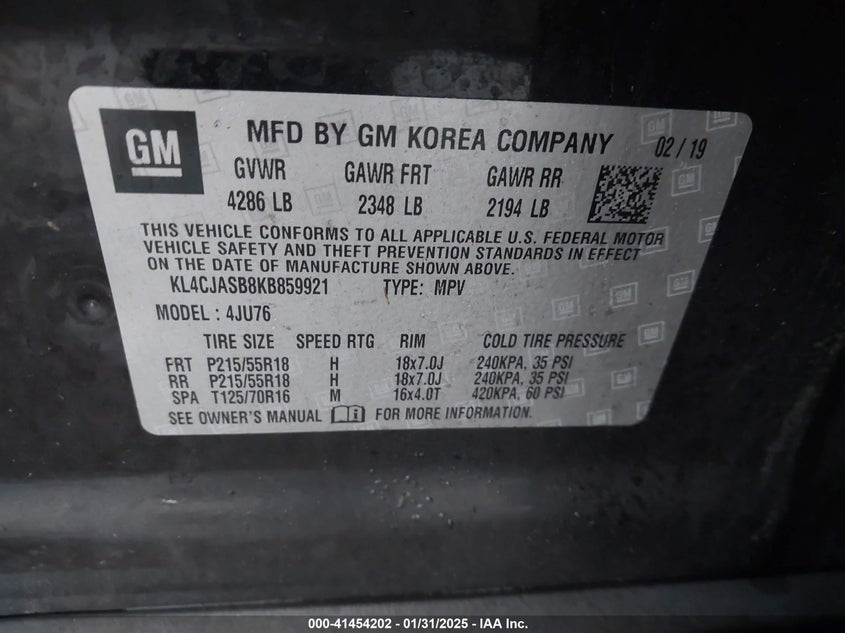 GM
MFD BY GM KOREA COMPANY 02/19
GVWR GAWR FRT GAWR RR
4286 LB 2348 LB 2194 LB
THIS VEHICLE CONFORMS TO ALL APPLICABLE U.S. FEDERAL MOTOR
VEHICLE SAFETY AND THEFT PREVENTION STANDARDS IN EFFECT
ON THE DATE OF MANUFACTURE SHOWN ABOVE.
KL4CJASB8KB859921 TYPE: MPV
MODEL : 4JU76
TIRE SIZE SPEED RTG RIM COLD TIRE PRESSURE
FRT P215/55R18 H 18x7.0J 240KPA, 35 PSI
RR P215/55R18 H 18x7.0J 240KPA, 35 PSI
SPA T125/70R16 M 16x4.0T 420KPA, 60 PSI
SEE OWNER'S MANUAL FOR MORE INFORMATION.
000-41454202 - 01/31/2025 - IAA Inc.